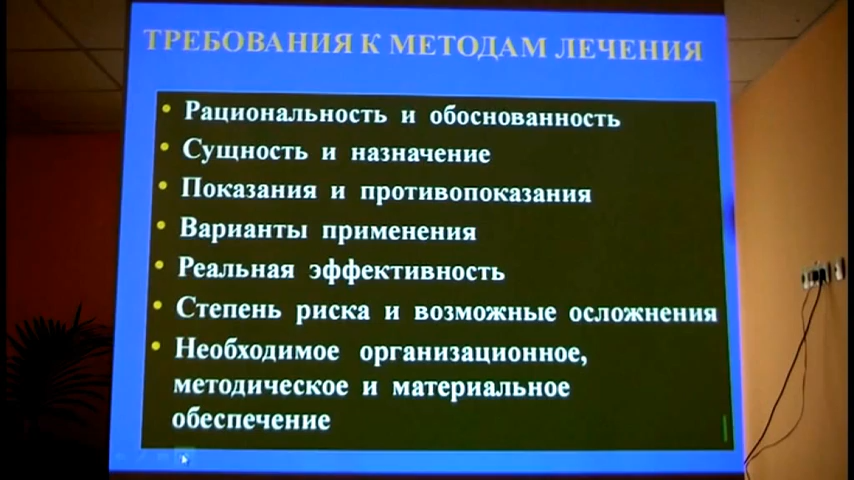 ТРЕБОВАНИЯ К МЕТОДАМ ЛЕЧЕНИЯ
• Рациональность и обоснованность
• Сущность и назначение
• Показания и противопоказания
• Варианты применения
• Реальная эффективность
• Степень риска и возможные осложнения
• Необходимое организационное,
методическое и материальное
обеспечение